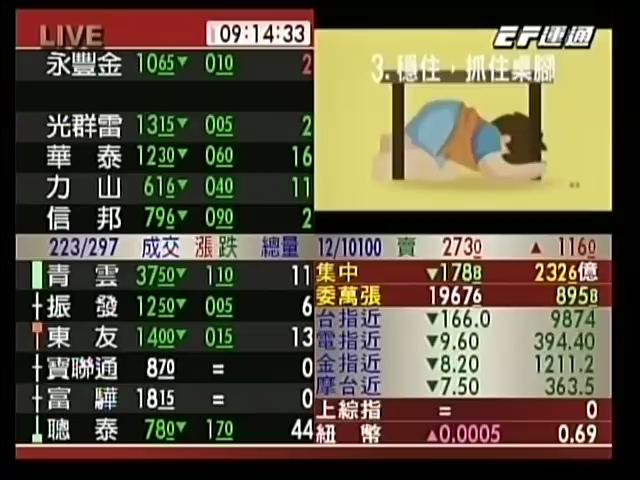 LIVE 09:14:33
永豐金 1065▼ 010 2
光群雷 1315▼ 005 2
華泰 1230▼ 060 16
力山 616▼ 040 11
信邦 796▼ 090 2
223/297 成交 漲跌 總量
青雲 3750▼ 110 11
振發 1250▼ 005 6
東友 1400▼ 015 13
寶聯通 870 = 0
富驊 1815 = 0
聰泰 780▼ 170 44
運通
3.穩住，抓住桌腳
12/10100 賣 2730 ▲ 1160
集中 ▼1788 2326億
委萬張 19676 8958
台指近 ▼166.0 9874
電指近 ▼9.60 394.40
金指近 ▼8.20 1211.2
摩台近 ▼7.50 363.5
上綜指 = 0
紐幣 ▲0.0005 0.69